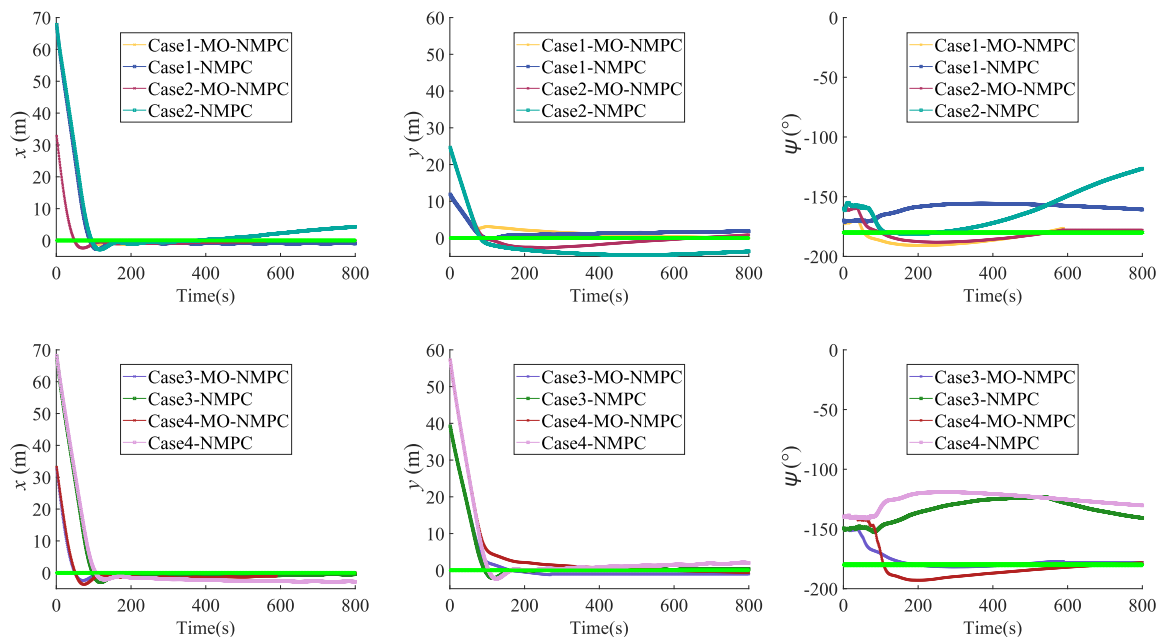 70
60
50
40
30
20
10
0
0
200
400
600
800
x (m)
Time(s)
Case1-MO-NMPC
Case1-NMPC
Case2-MO-NMPC
Case2-NMPC
60
50
40
30
20
10
0
0
200
400
600
800
y (m)
Time(s)
Case1-MO-NMPC
Case1-NMPC
Case2-MO-NMPC
Case2-NMPC
0
-50
-100
-150
-200
0
200
400
600
800
ψ(°)
Time(s)
Case1-MO-NMPC
Case1-NMPC
Case2-MO-NMPC
Case2-NMPC
70
60
50
40
30
20
10
0
0
200
400
600
800
x (m)
Time(s)
Case3-MO-NMPC
Case3-NMPC
Case4-MO-NMPC
Case4-NMPC
60
50
40
30
20
10
0
0
200
400
600
800
y (m)
Time(s)
Case3-MO-NMPC
Case3-NMPC
Case4-MO-NMPC
Case4-NMPC
0
-50
-100
-150
-200
0
200
400
600
800
ψ(°)
Time(s)
Case3-MO-NMPC
Case3-NMPC
Case4-MO-NMPC
Case4-NMPC